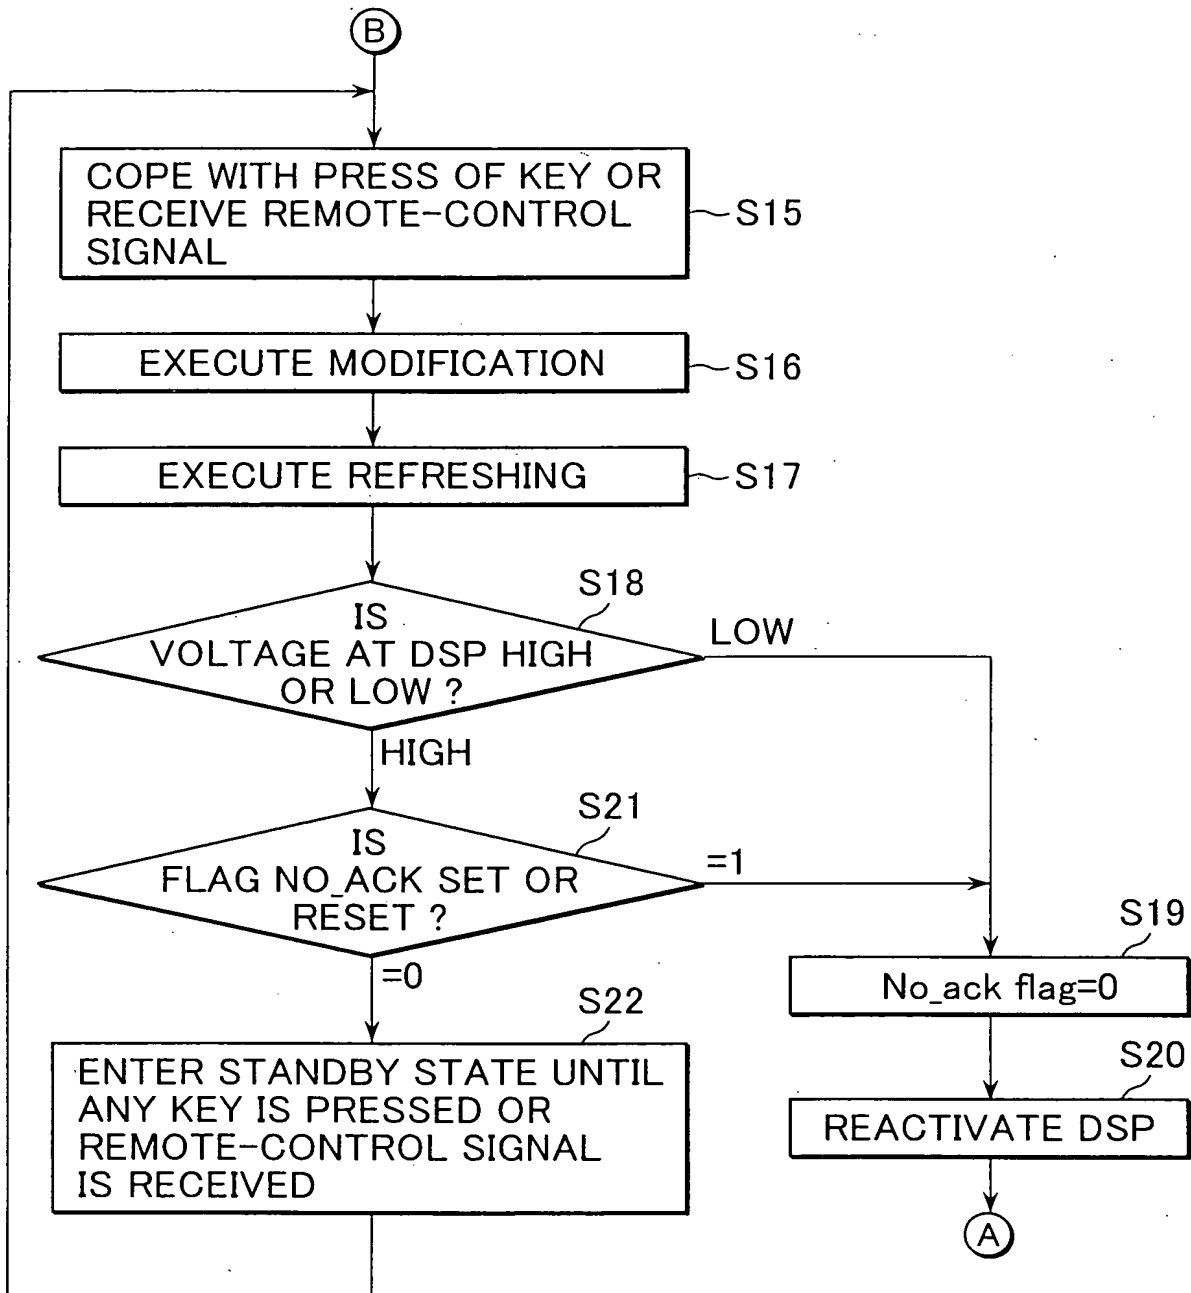 B
COPE WITH PRESS OF KEY OR
RECEIVE REMOTE-CONTROL
SIGNAL
S15
EXECUTE MODIFICATION
S16
EXECUTE REFRESHING
S17
S18
IS
VOLTAGE AT DSP HIGH
OR LOW ?
LOW
HIGH
S21
IS
FLAG NO_ACK SET OR
RESET ?
=1
=0
S19
No_ack flag=0
S22
ENTER STANDBY STATE UNTIL
ANY KEY IS PRESSED OR
REMOTE-CONTROL SIGNAL
IS RECEIVED
S20
REACTIVATE DSP
A